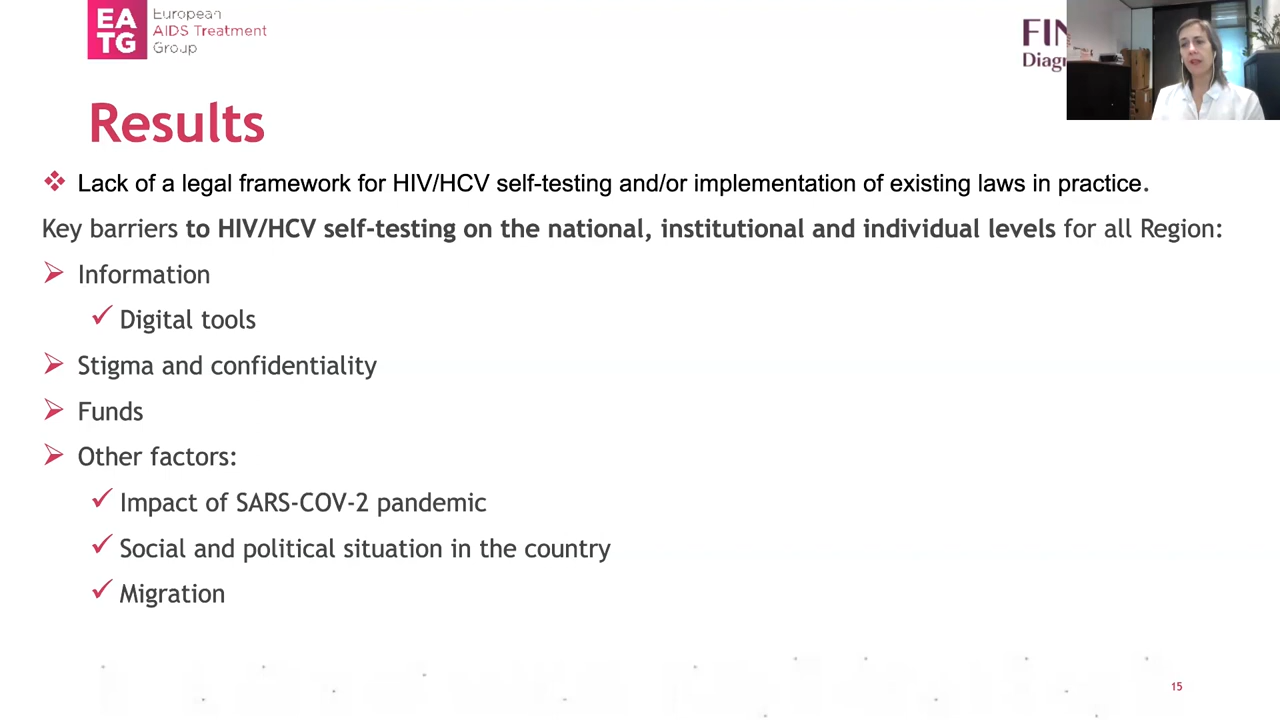 EA
TG
European
AIDS Treatment
Group
Results
Lack of a legal framework for HIV/HCV self-testing and/or implementation of existing laws in practice.
Key barriers to HIV/HCV self-testing on the national, institutional and individual levels for all Region:
Information
Digital tools
Stigma and confidentiality
Funds
Other factors:
Impact of SARS-COV-2 pandemic
Social and political situation in the country
Migration
15